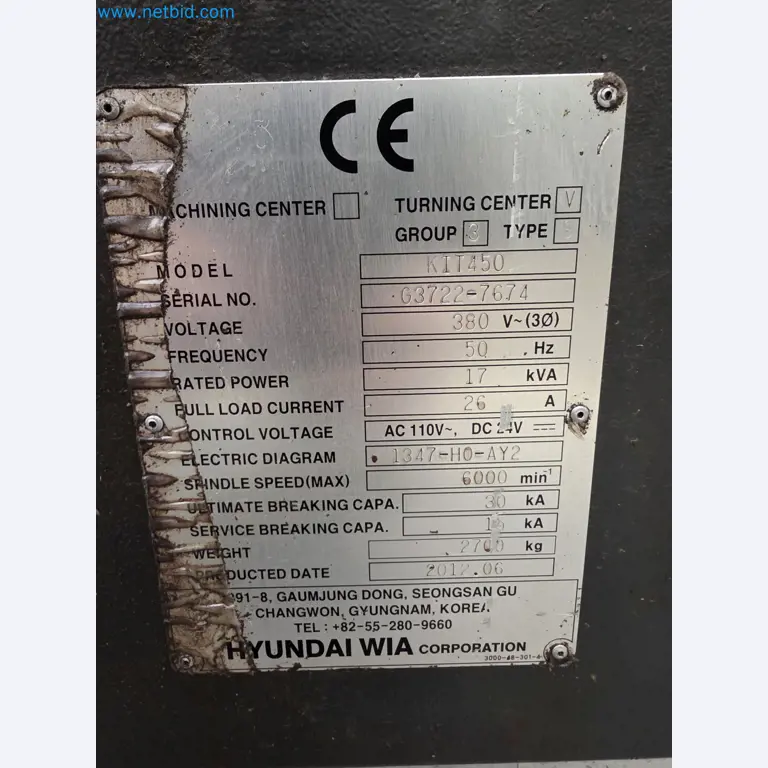 www.netbid.com
CE
MACHINING CENTER TURNING CENTER V
GROUP 3 TYPE
MODEL KIT450
SERIAL NO. G3722-7674
VOLTAGE 380 V~(3Ø)
FREQUENCY 50 Hz
RATED POWER 17 kVA
FULL LOAD CURRENT 26 A
CONTROL VOLTAGE AC 110V~, DC 24V
ELECTRIC DIAGRAM 1347-H0-AY2
SPINDLE SPEED(MAX) 6000 min⁻¹
ULTIMATE BREAKING CAPA. 30 kA
SERVICE BREAKING CAPA. kA
WEIGHT 2700 kg
PRODUCTED DATE 2012.06
391-8, GAUMJUNG DONG, SEONGSAN GU
CHANGWON, GYUNGNAM, KOREA.
TEL : +82-55-280-9660
HYUNDAI WIA CORPORATION